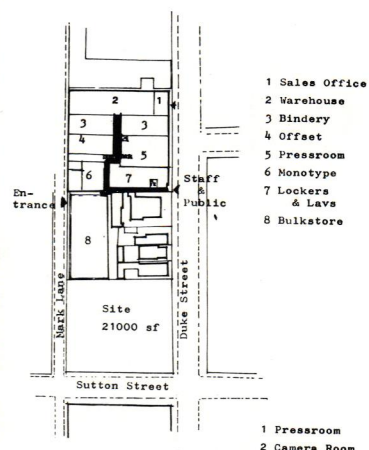 1 Sales Office
2 Warehouse
3 Bindery
4 Offset
5 Pressroom
6 Monotype
7 Lockers
& Lavs
8 Bulkstore
2
1
3
3
4
5
6
7
En-
trance
Staff
&
Public
8
Mark Lane
Duke Street
Site
21000 sf
Sutton Street
1 Pressroom
2 Camera Room